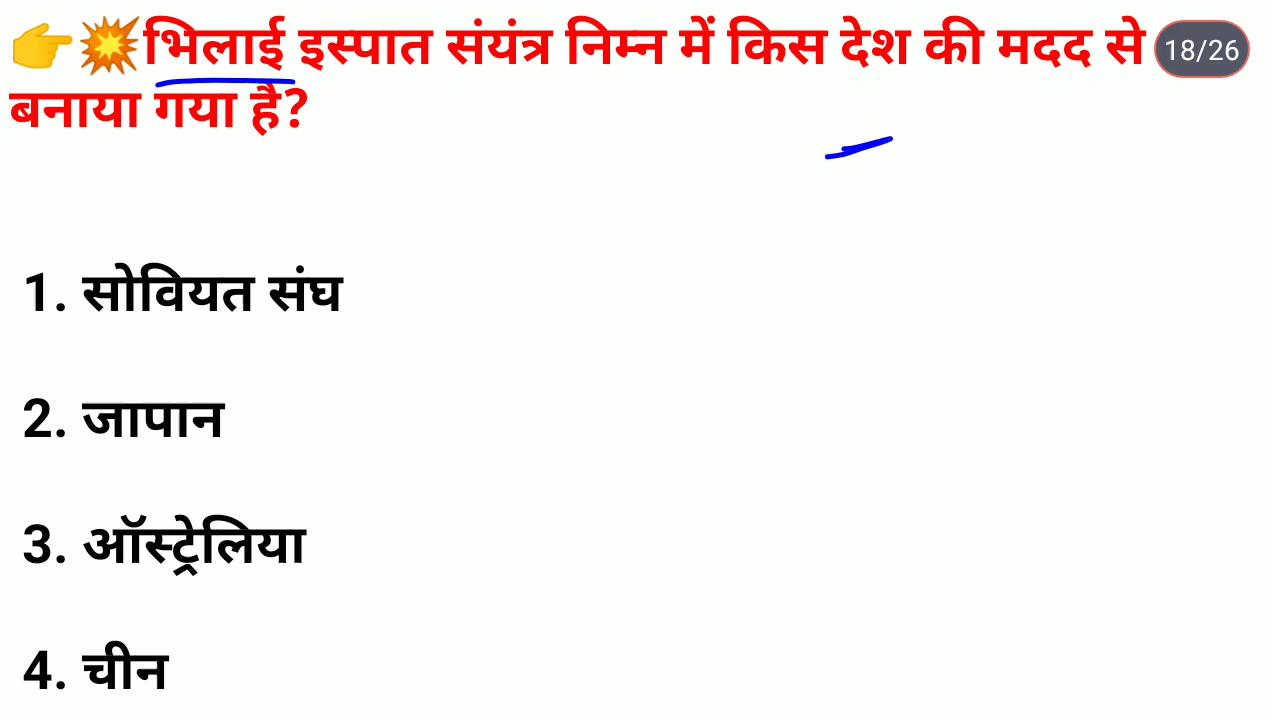 👉💥भिलाई इस्पात संयंत्र निम्न में किस देश की मदद से
18/26
बनाया गया है?
1. सोवियत संघ
2. जापान
3. ऑस्ट्रेलिया
4. चीन